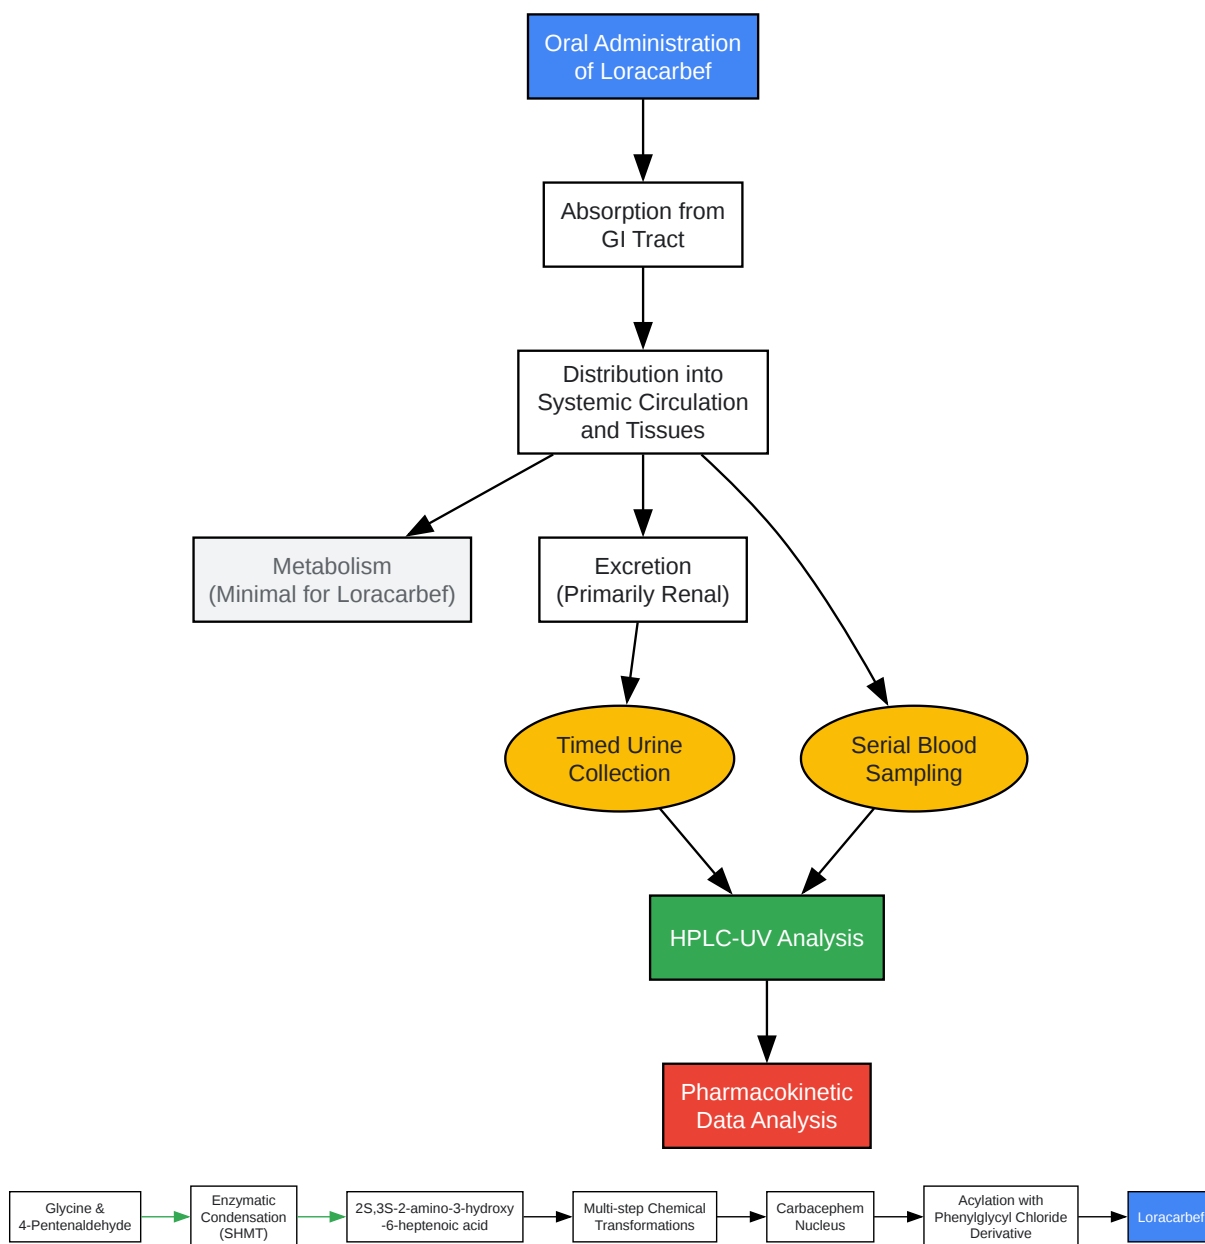 Oral Administration
of Loracarbef
Absorption from
GI Tract
Distribution into
Systemic Circulation
and Tissues
Metabolism
(Minimal for Loracarbef)
Excretion
(Primarily Renal)
Timed Urine
Collection
Serial Blood
Sampling
HPLC-UV Analysis
Pharmacokinetic
Data Analysis
Glycine &
4-Pentenaldehyde
Enzymatic
Condensation
(SHMT)
2S,3S-2-amino-3-hydroxy
-6-heptenoic acid
Multi-step Chemical
Transformations
Carbacephem
Nucleus
Acylation with
Phenylglycyl Chloride
Derivative
Loracarbef